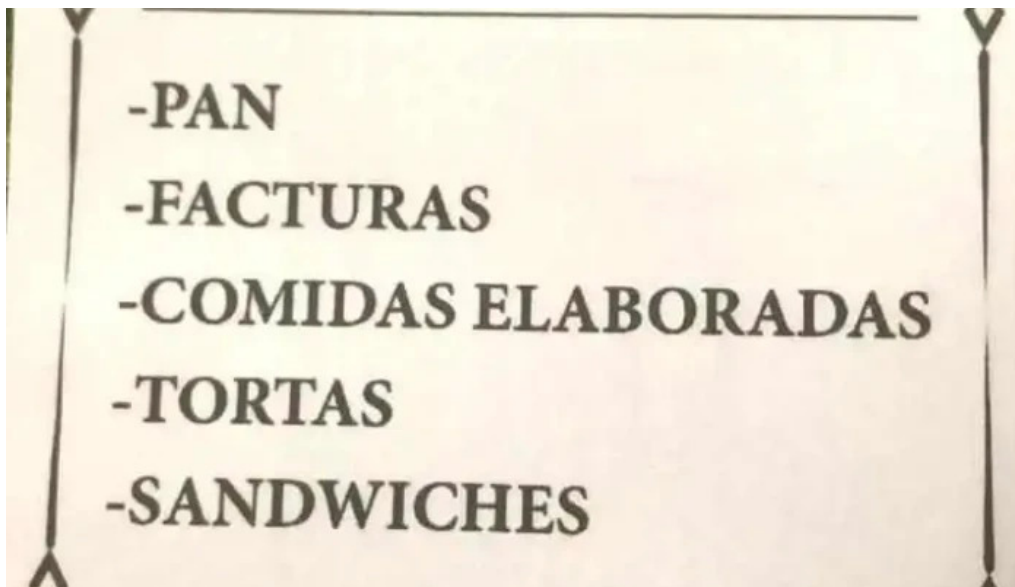 -PAN
-FACTURAS
-COMIDAS ELABORADAS
-TORTAS
-SANDWICHES